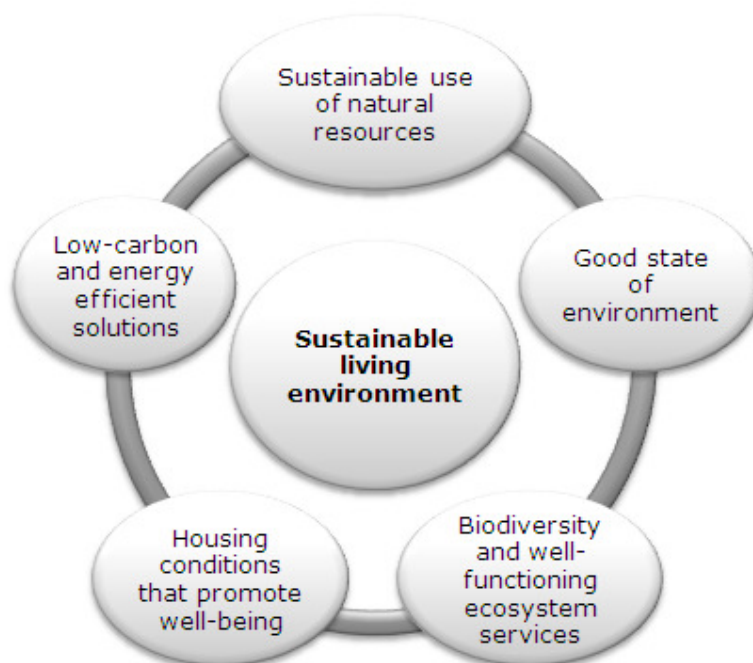 Sustainable use
of natural
resources
Good state
of
environment
Biodiversity
and well-
functioning
ecosystem
services
Housing
conditions
that promote
well-being
Low-carbon
and energy
efficient
solutions
Sustainable
living
environment